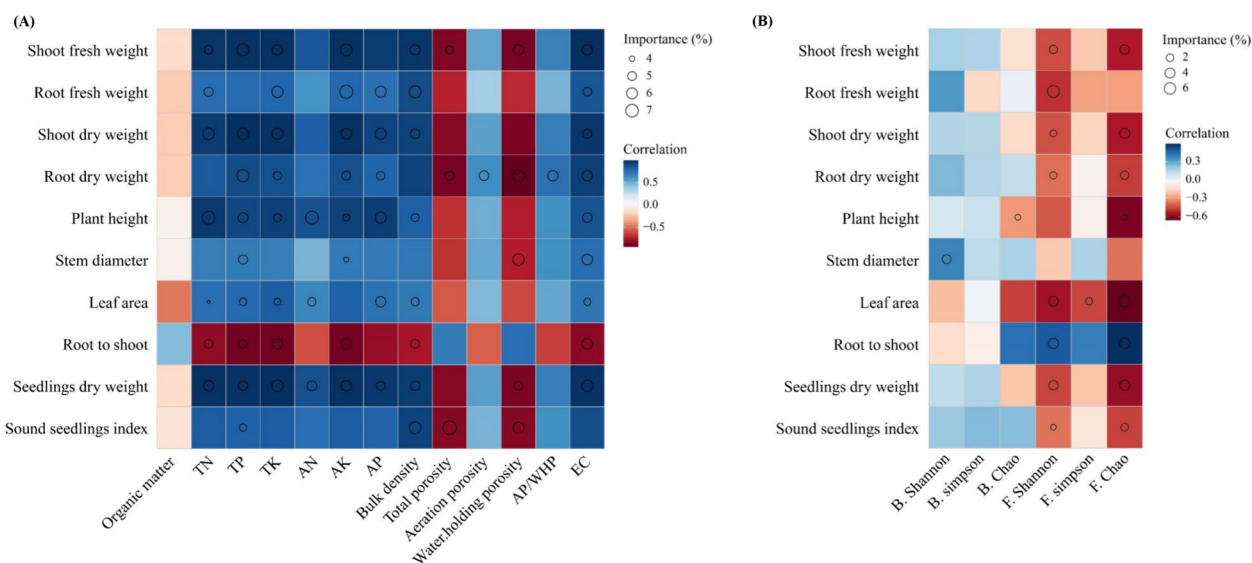 (A)
Shoot fresh weight
Root fresh weight
Shoot dry weight
Root dry weight
Plant height
Stem diameter
Leaf area
Root to shoot
Seedlings dry weight
Sound seedlings index
Organic matter
TN
TP
TK
AN
AK
AP
Bulk density
Total porosity
Aeration porosity
Water.holding porosity
AP/WHP
EC
Importance (%)
4
5
6
7
Correlation
0.5
0.0
−0.5
(B)
Shoot fresh weight
Root fresh weight
Shoot dry weight
Root dry weight
Plant height
Stem diameter
Leaf area
Root to shoot
Seedlings dry weight
Sound seedlings index
B. Shannon
B. simpson
B. Chao
F. Shannon
F. simpson
F. Chao
Importance (%)
2
4
6
Correlation
0.3
0.0
−0.3
−0.6